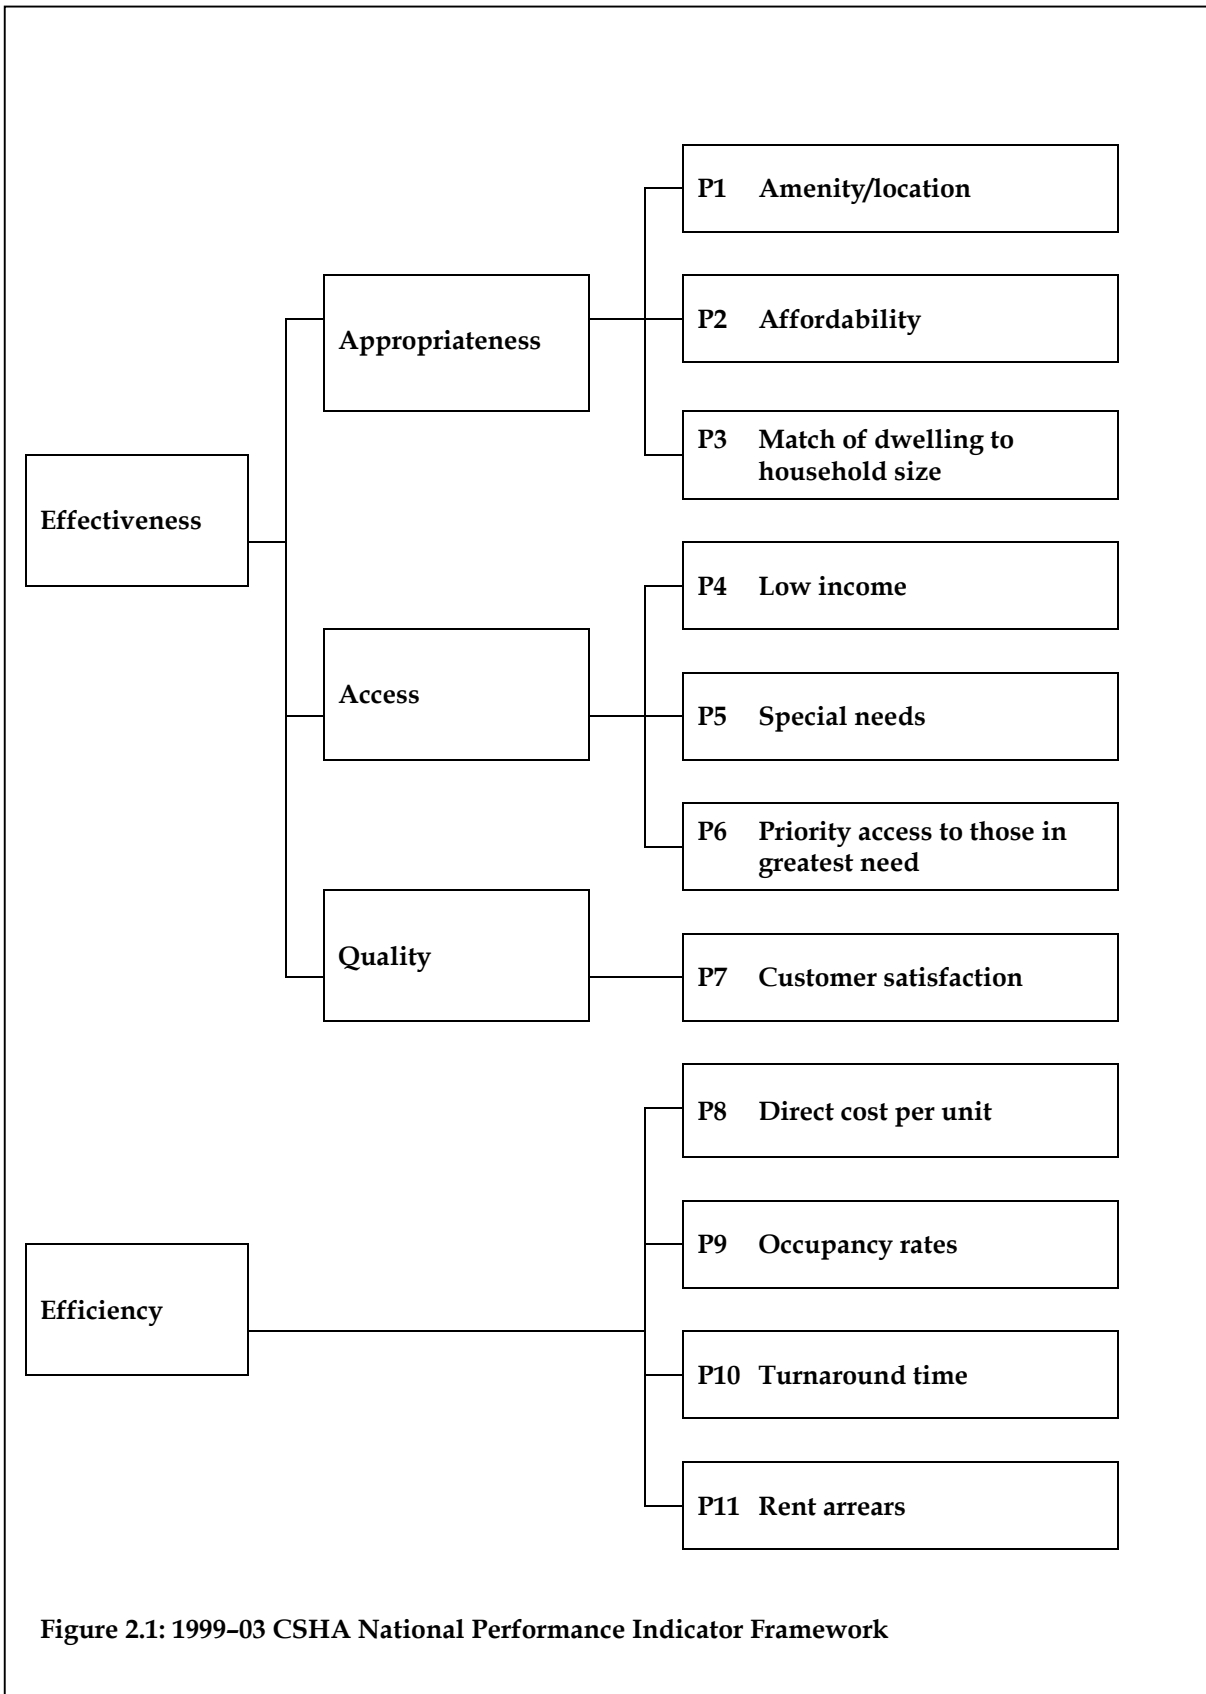 P1 Amenity/location
Appropriateness
P2 Affordability
P3 Match of dwelling to
household size
Effectiveness
P4 Low income
Access
P5 Special needs
P6 Priority access to those in
greatest need
Quality
P7 Customer satisfaction
P8 Direct cost per unit
P9 Occupancy rates
Efficiency
P10 Turnaround time
P11 Rent arrears
Figure 2.1: 1999–03 CSHA National Performance Indicator Framework